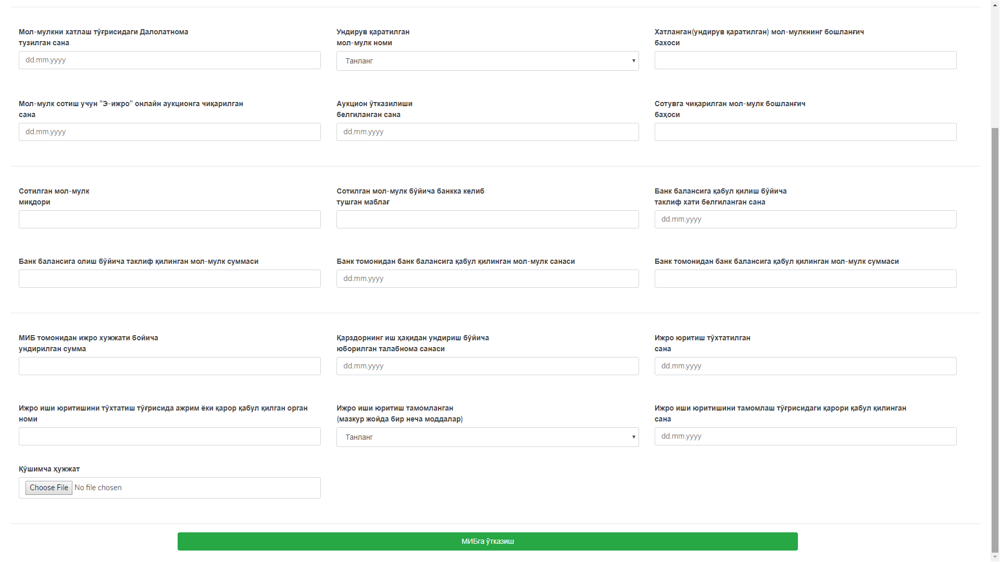 Мол-мулкни хатлаш тўғрисидаги Далолатнома
тузилган сана
dd.mm.yyyy
Ундирув қаратилган
мол-мулк номи
Танланг
Хатланган(ундирув қаратилган) мол-мулкнинг бошланғич
бахоси
Мол-мулк сотиш учун "Э-ижро" онлайн аукционга чиқарилган
сана
dd.mm.yyyy
Аукцион ўтказилиши
белгиланган сана
dd.mm.yyyy
Сотувга чиқарилган мол-мулк бошланғич
баҳоси
Сотилган мол-мулк
миқдори
Сотилган мол-мулк бўйича банкка келиб
тушган маблағ
Банк балансига қабул қилиш бўйича
таклиф хати белгиланган сана
dd.mm.yyyy
Банк балансига олиш бўйича таклиф қилинган мол-мулк суммаси
Банк томонидан банк балансига қабул қилинган мол-мулк санаси
dd.mm.yyyy
Банк томонидан банк балансига қабул қилинган мол-мулк суммаси
МИБ томонидан ижро хужжати бойича
ундирилган сумма
Қарздорнинг иш ҳақидан ундириш бўйича
юборилган талабнома санаси
dd.mm.yyyy
Ижро юритиш тўхтатилган
сана
dd.mm.yyyy
Ижро иши юритишини тўхтатиш тўғрисида ажрим ёки қарор қабул қилган орган
номи
Ижро иши юритиш тамомланган
(мазкур жойда бир неча моддалар)
Танланг
Ижро иши юритишини тамомлаш тўғрисидаги қарори қабул қилинган
сана
dd.mm.yyyy
Қўшимча ҳужжат
Choose File No file chosen
МИБга ўтказиш